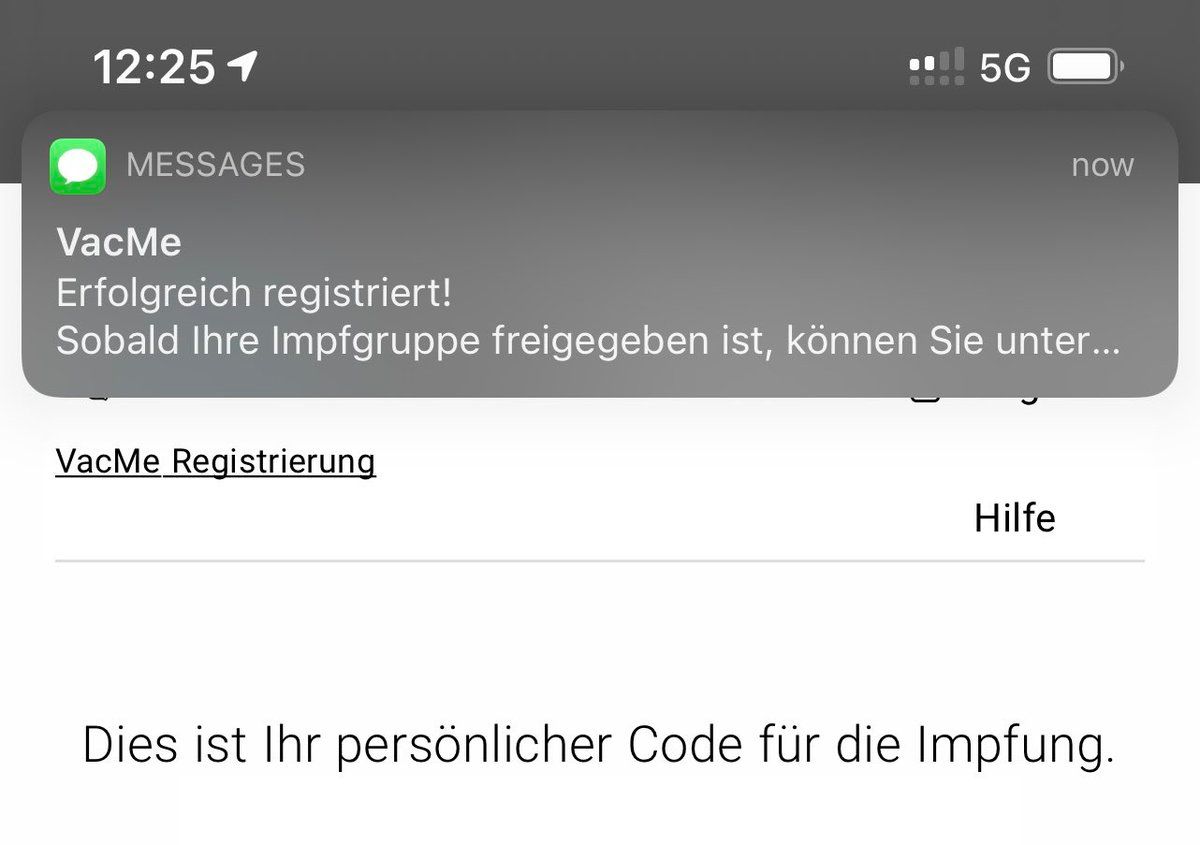 12:25 5G
MESSAGES now
VacMe
Erfolgreich registriert!
Sobald Ihre Impfgruppe freigegeben ist, können Sie unter...
VacMe Registrierung
Hilfe
Dies ist Ihr persönlicher Code für die Impfung.